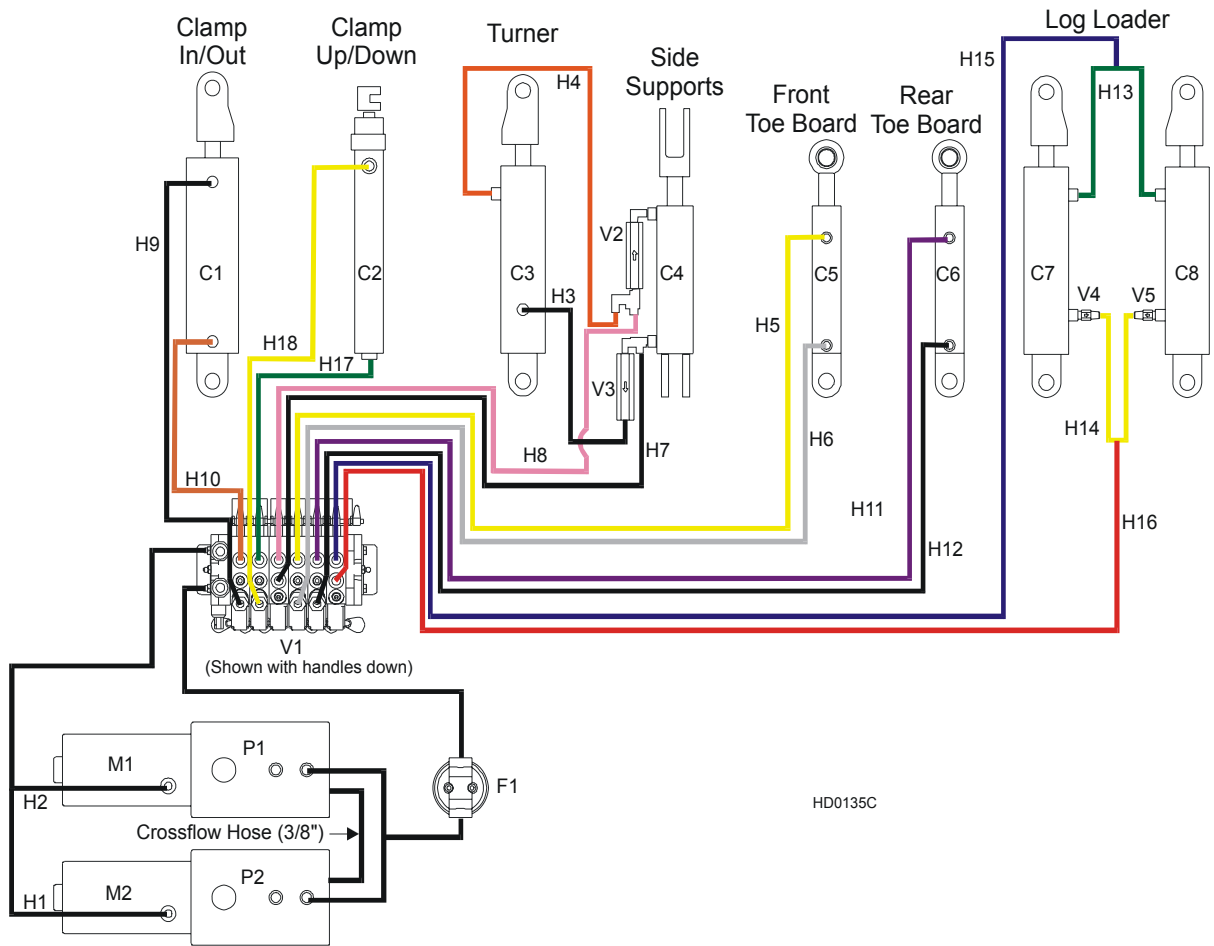 Clamp
In/Out
Clamp
Up/Down
Turner
Side
Supports
Front
Toe Board
Rear
Toe Board
Log Loader
H15
H4
H13
H9
V2
C1
C2
C3
C4
C5
C6
C7
C8
H3
H5
V4
V5
H18
H17
V3
H14
H8
H7
H6
H10
H11
H16
H12
V1
(Shown with handles down)
M1
P1
H2
F1
HD0135C
Crossflow Hose (3/8")
M2
P2
H1